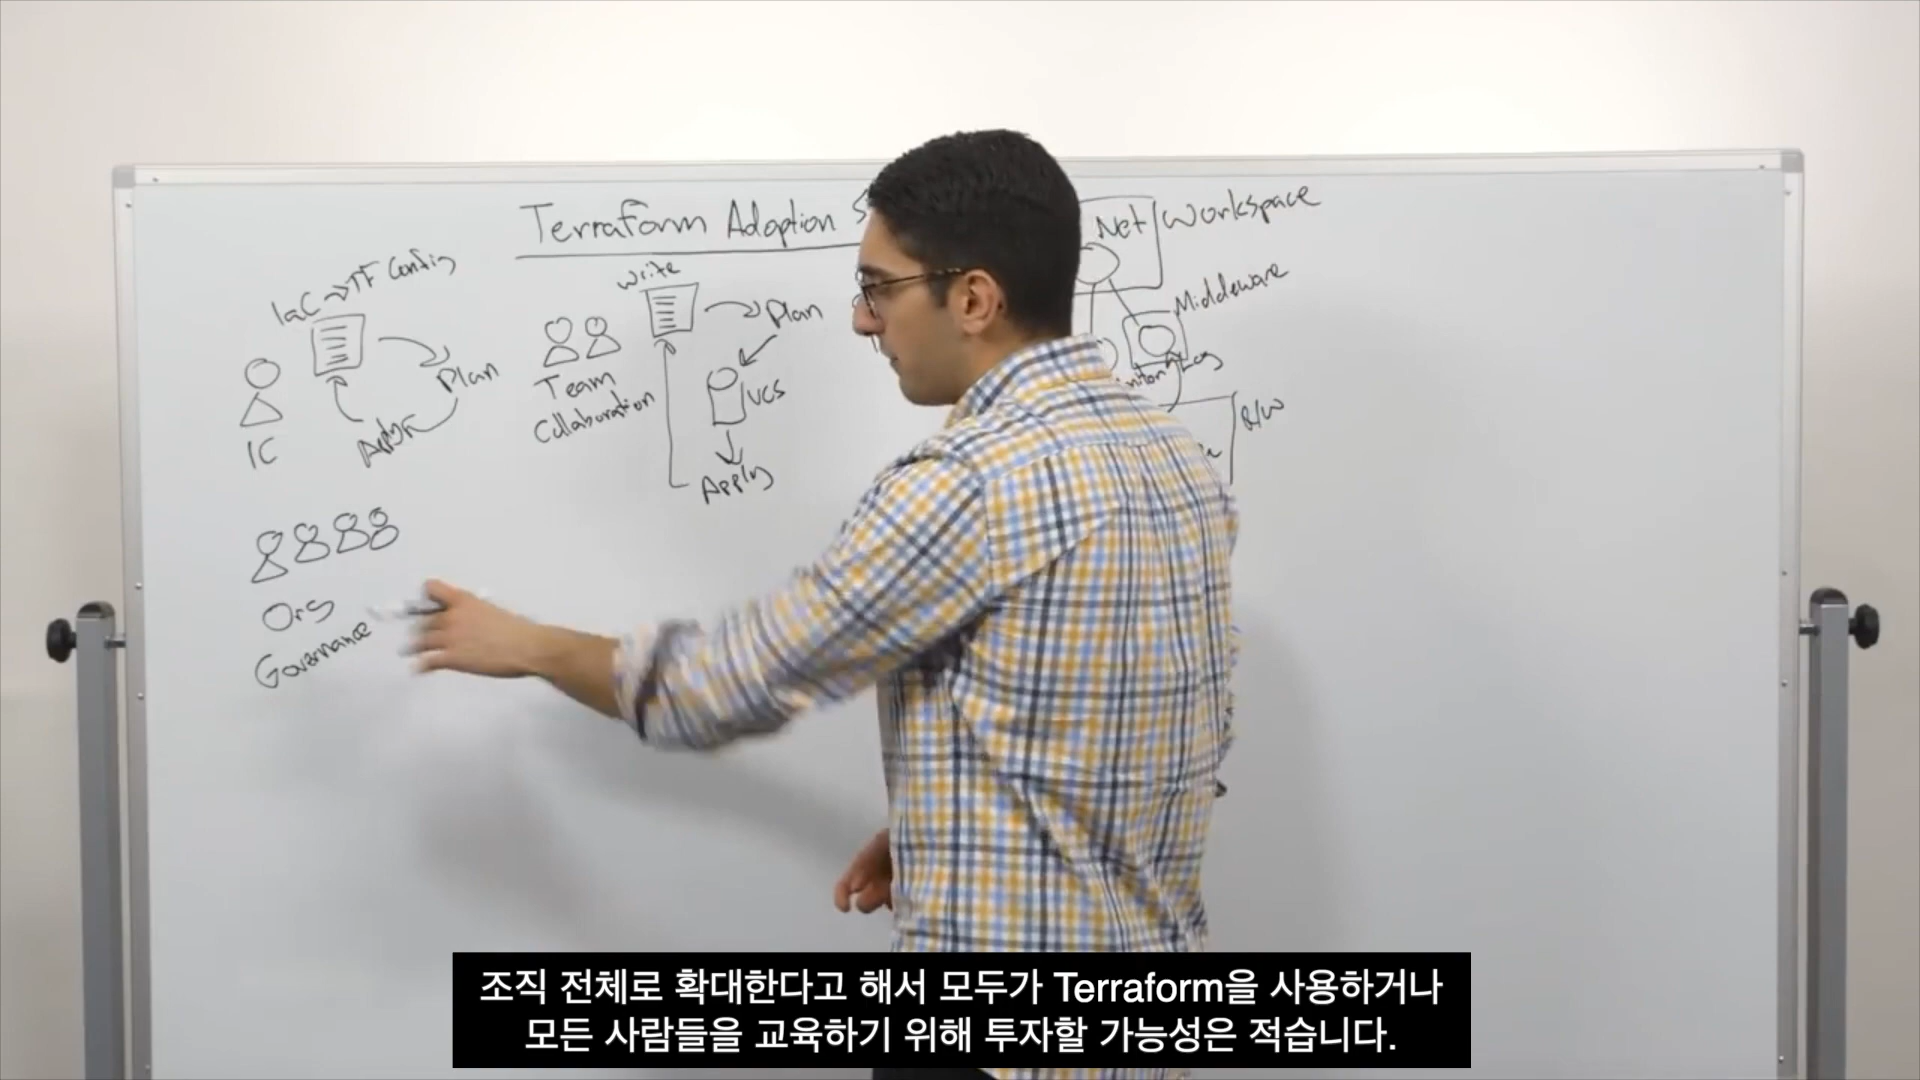 Terraform Adoption
IaC → TF Config
Plan
Apply
IC
Write
Plan
VCS
Apply
Team
Collaboration
Net
Workspace
Middleware
Log
R/W
Org
Governance
조직 전체로 확대한다고 해서 모두가 Terraform을 사용하거나
모든 사람들을 교육하기 위해 투자할 가능성은 적습니다.